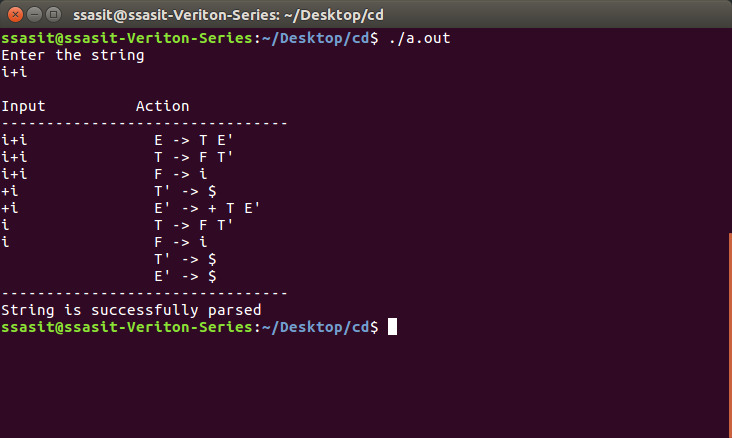 ssasit@ssasit-Veriton-Series: ~/Desktop/cd
ssasit@ssasit-Veriton-Series:~/Desktop/cd$ ./a.out
Enter the string
i+i

Input          Action
--------------------------------
i+i              E -> T E'
i+i              T -> F T'
i+i              F -> i
+i               T' -> $
+i               E' -> + T E'
i                T -> F T'
i                F -> i
                 T' -> $
                 E' -> $
--------------------------------
String is successfully parsed
ssasit@ssasit-Veriton-Series:~/Desktop/cd$